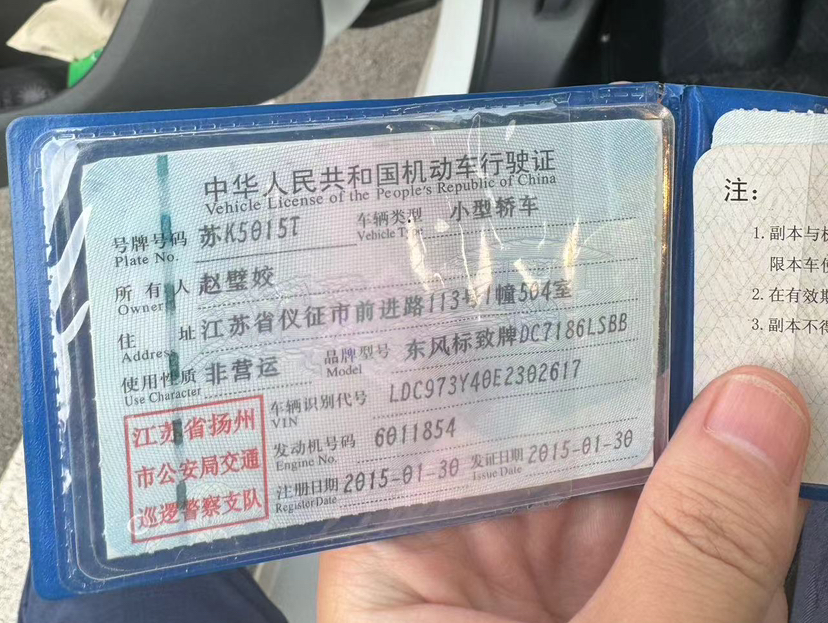 中华人民共和国机动车行驶证
Vehicle License of the People's Republic of China
号牌号码 苏K5015T 车辆类型 小型轿车
Plate No. Vehicle Type
所有人 赵璧姣
Owner
住址 江苏省仪征市前进路113号1幢504室
Address
使用性质 非营运 品牌型号 东风标致牌DC7186LSBB
Use Character Model
江苏省扬州
市公安局交通
巡逻警察支队
车辆识别代号 LDC973Y40E2302617
VIN
发动机号码 6011854
Engine No.
注册日期 2015-01-30 发证日期 2015-01-30
Register Date Issue Date
注：
1. 副本与
限本车
2. 在有效
3. 副本不得